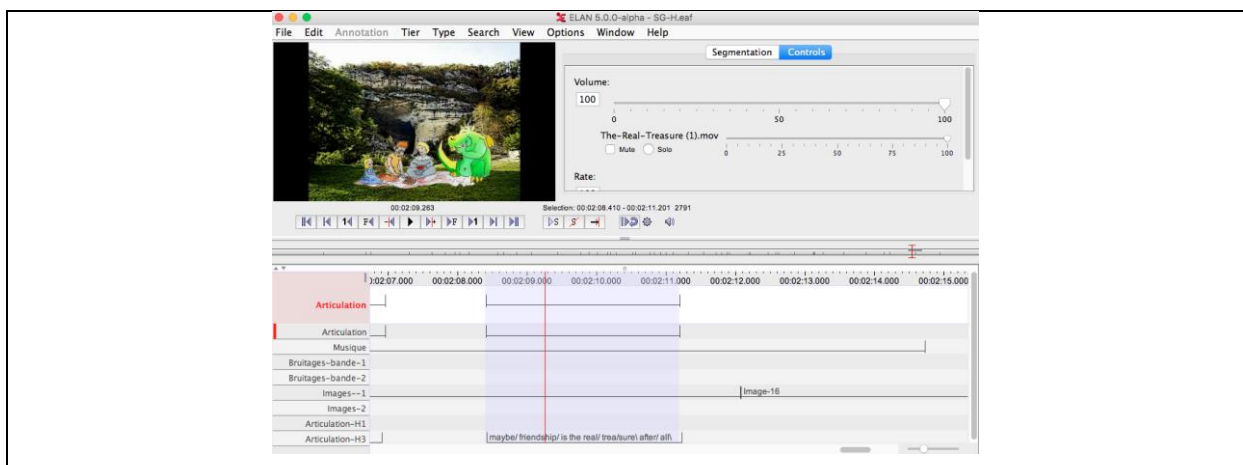 ELAN 5.0.0-alpha - SG-H.eaf
File Edit Annotation Tier Type Search View Options Window Help
Segmentation Controls
Volume:
100
0 50 100
The-Real-Treasure (1).mov
Mute Solo
0 25 50 75 100
Rate:
00:02:09.263
Selection: 00:02:08.410 - 00:02:11.201 2791
):02:07.000 00:02:08.000 00:02:09.000 00:02:10.000 00:02:11.000 00:02:12.000 00:02:13.000 00:02:14.000 00:02:15.000
Articulation
Articulation
Musique
Bruitages-bande-1
Bruitages-bande-2
Images--1 Image-16
Images-2
Articulation-H1
Articulation-H3 maybe/ friendship/ is the real/ trea/sure\ after/ all\